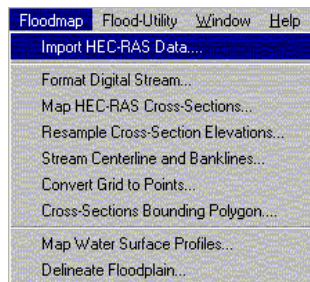 Floodmap Flood-Utility Window Help
Import HEC-RAS Data....
Format Digital Stream...
Map HEC-RAS Cross-Sections...
Resample Cross-Section Elevations...
Stream Centerline and Banklines...
Convert Grid to Points...
Cross-Sections Bounding Polygon....
Map Water Surface Profiles...
Delineate Floodplain...